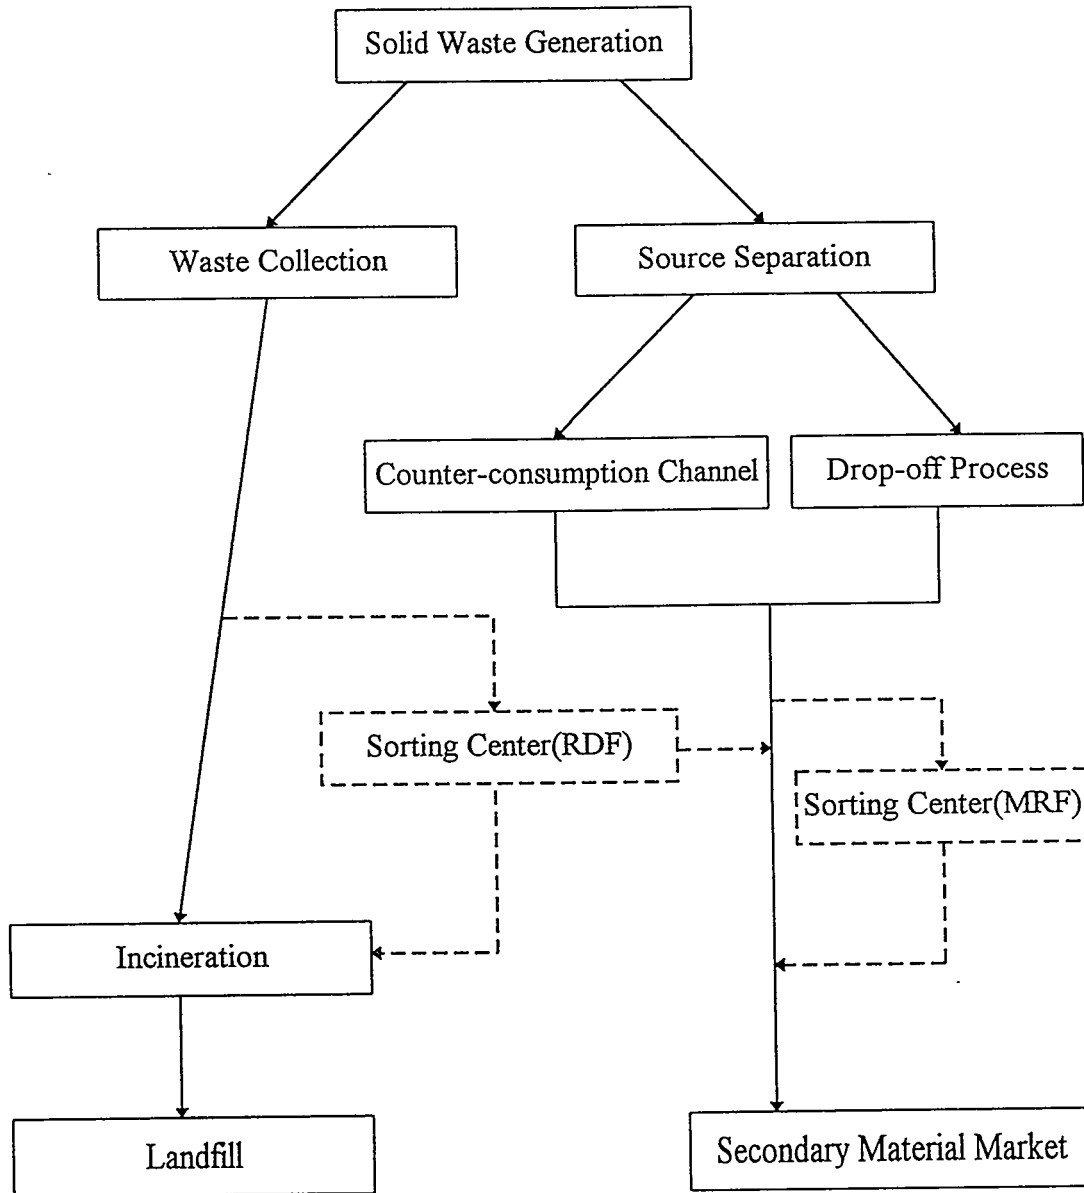 Solid Waste Generation
Waste Collection
Source Separation
Counter-consumption Channel
Drop-off Process
Sorting Center(RDF)
Sorting Center(MRF)
Incineration
Landfill
Secondary Material Market